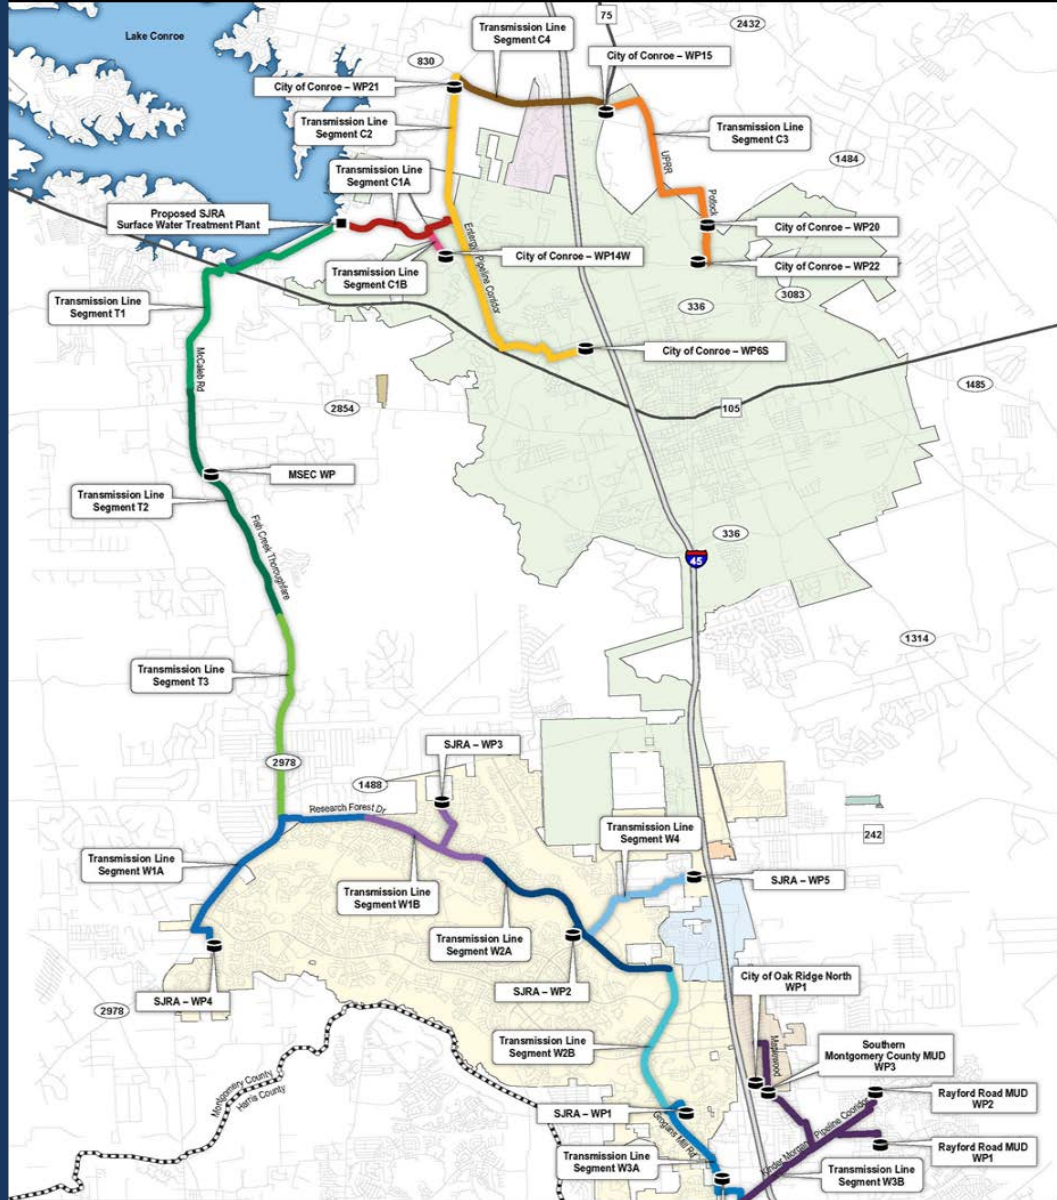 75
2432
Lake Conroe
Transmission Line
Segment C4
830
City of Conroe – WP15
City of Conroe – WP21
Transmission Line
Segment C2
Transmission Line
Segment C3
1484
UPRR
Transmission Line
Segment C1A
Pollock
Proposed SJRA
Surface Water Treatment Plant
City of Conroe – WP20
Entergy Pipeline Corridor
City of Conroe – WP14W
City of Conroe – WP22
Transmission Line
Segment C1B
3083
336
Transmission Line
Segment T1
McCaleb Rd
City of Conroe – WP6S
1485
2854
105
MSEC WP
Transmission Line
Segment T2
Fish Creek Thoroughfare
336
45
1314
Transmission Line
Segment T3
SJRA – WP3
2978
1488
Research Forest Dr
Transmission Line
Segment W4
242
Transmission Line
Segment W1A
SJRA – WP5
Transmission Line
Segment W1B
Transmission Line
Segment W2A
City of Oak Ridge North
WP1
SJRA – WP4
SJRA – WP2
2978
Transmission Line
Segment W2B
Maplewood
Southern
Montgomery County MUD
WP3
Montgomery County
Harris County
Rayford Road MUD
WP2
SJRA – WP1
Grogans Mill Rd
Kinder Morgan Pipeline Cooridor
Rayford Road MUD
WP1
Transmission Line
Segment W3A
Transmission Line
Segment W3B